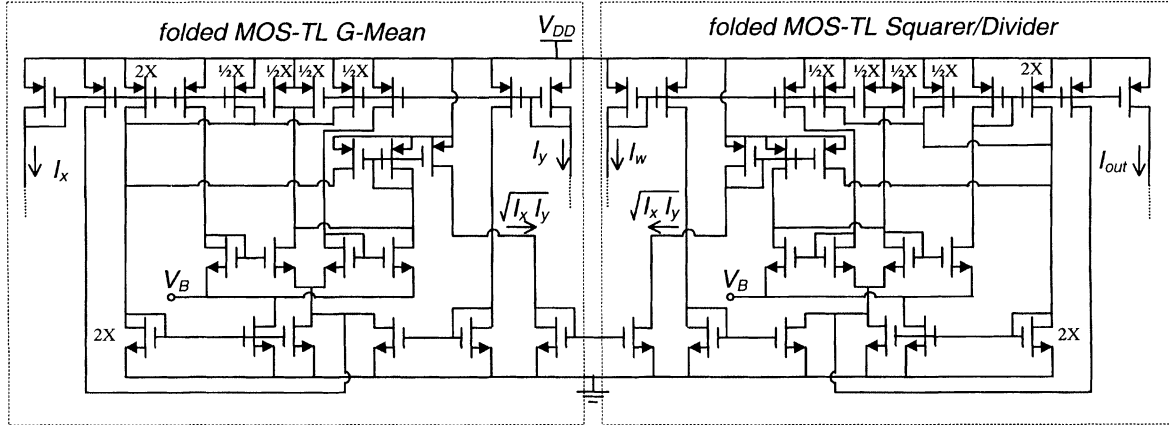 folded MOS-TL G-Mean
V_DD
folded MOS-TL Squarer/Divider
2X ½X ½X ½X ½X
½X ½X ½X ½X 2X
I_x
I_y
I_w
I_out
√(I_x I_y)
√(I_x I_y)
V_B
V_B
2X
2X